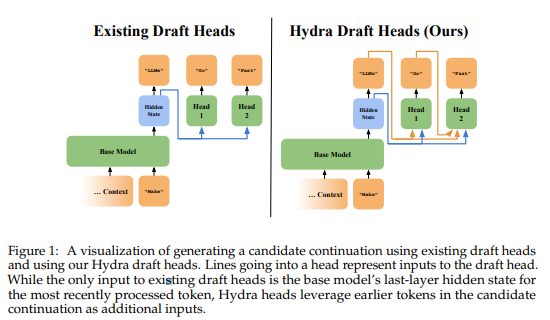 Existing Draft Heads
Hydra Draft Heads (Ours)
"LLMs"
"Go"
"Fast"
Hidden
State
Head
1
Head
2
Base Model
... Context
"Make"
"LLMs"
"Go"
"Fast"
Hidden
State
Head
1
Head
2
Base Model
... Context
"Make"
Figure 1: A visualization of generating a candidate continuation using existing draft heads
and using our Hydra draft heads. Lines going into a head represent inputs to the draft head.
While the only input to existing draft heads is the base model's last-layer hidden state for
the most recently processed token, Hydra heads leverage earlier tokens in the candidate
continuation as additional inputs.